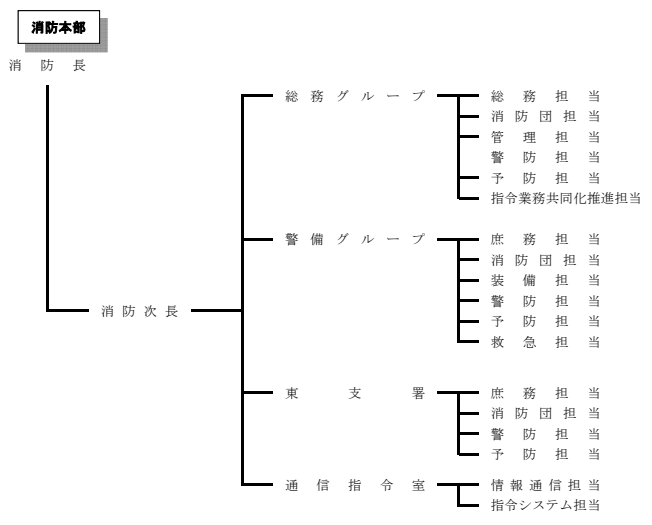 消防本部
消防長
総務グループ 総務担当
消防団担当
管理担当
警防担当
予防担当
指令業務共同化推進担当
警備グループ 庶務担当
消防団担当
装備担当
警防担当
消防次長
予防担当
救急担当
東支署 庶務担当
消防団担当
警防担当
予防担当
通信指令室 情報通信担当
指令システム担当